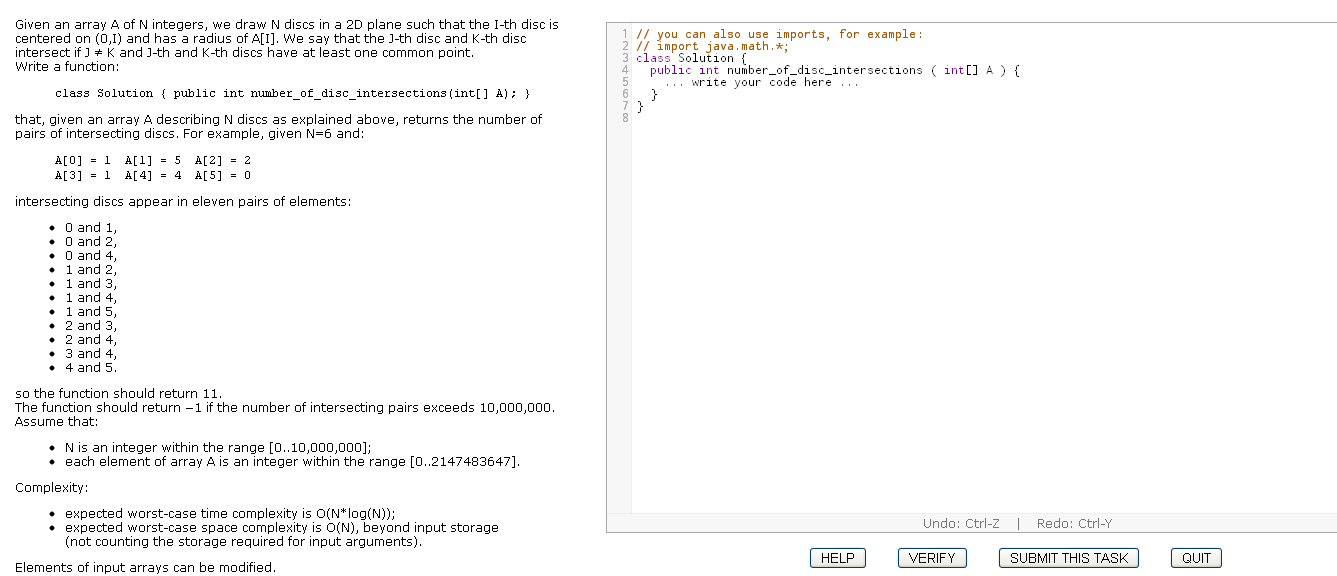 Given an array A of N integers, we draw N discs in a 2D plane such that the I-th disc is
centered on (0,I) and has a radius of A[I]. We say that the J-th disc and K-th disc
intersect if J ≠ K and J-th and K-th discs have at least one common point.
Write a function:
class Solution { public int number_of_disc_intersections(int[] A); }
that, given an array A describing N discs as explained above, returns the number of
pairs of intersecting discs. For example, given N=6 and:
A[0] = 1 A[1] = 5 A[2] = 2
A[3] = 1 A[4] = 4 A[5] = 0
intersecting discs appear in eleven pairs of elements:
• 0 and 1,
• 0 and 2,
• 0 and 4,
• 1 and 2,
• 1 and 3,
• 1 and 4,
• 1 and 5,
• 2 and 3,
• 2 and 4,
• 3 and 4,
• 4 and 5.
so the function should return 11.
The function should return −1 if the number of intersecting pairs exceeds 10,000,000.
Assume that:
• N is an integer within the range [0..10,000,000];
• each element of array A is an integer within the range [0..2147483647].
Complexity:
• expected worst-case time complexity is O(N*log(N));
• expected worst-case space complexity is O(N), beyond input storage
(not counting the storage required for input arguments).
Elements of input arrays can be modified.
1 // you can also use imports, for example:
2 // import java.math.*;
3 class Solution {
4 public int number_of_disc_intersections ( int[] A ) {
5 ... write your code here ...
6 }
7 }
8
Undo: Ctrl-Z | Redo: Ctrl-Y
HELP VERIFY SUBMIT THIS TASK QUIT